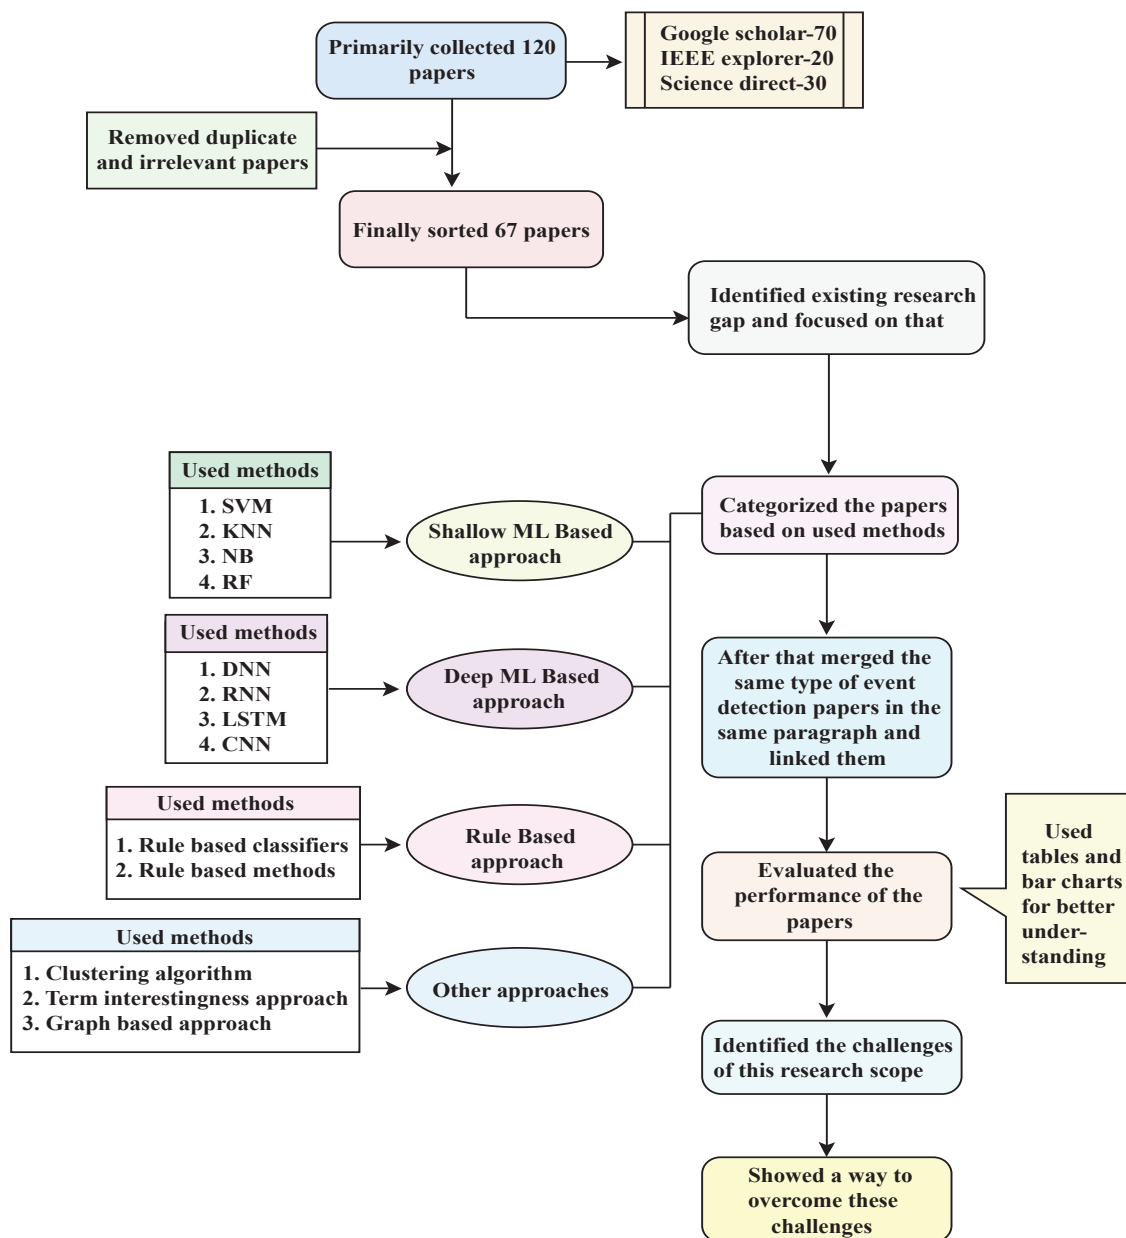 Primarily collected 120
papers
Google scholar-70
IEEE explorer-20
Science direct-30
Removed duplicate
and irrelevant papers
Finally sorted 67 papers
Identified existing research
gap and focused on that
Used methods
1. SVM
2. KNN
3. NB
4. RF
Shallow ML Based
approach
Categorized the papers
based on used methods
Used methods
1. DNN
2. RNN
3. LSTM
4. CNN
Deep ML Based
approach
After that merged the
same type of event
detection papers in the
same paragraph and
linked them
Used methods
1. Rule based classifiers
2. Rule based methods
Rule Based
approach
Evaluated the
performance of the
papers
Used
tables and
bar charts
for better
under-
standing
Used methods
1. Clustering algorithm
2. Term interestingness approach
3. Graph based approach
Other approaches
Identified the challenges
of this research scope
Showed a way to
overcome these
challenges